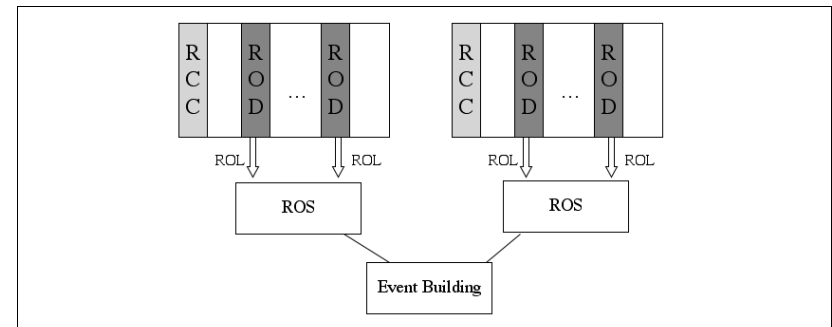 RCC ROD ... ROD RCC ROD ... ROD
ROL ROL ROL ROL
ROS ROS
Event Building